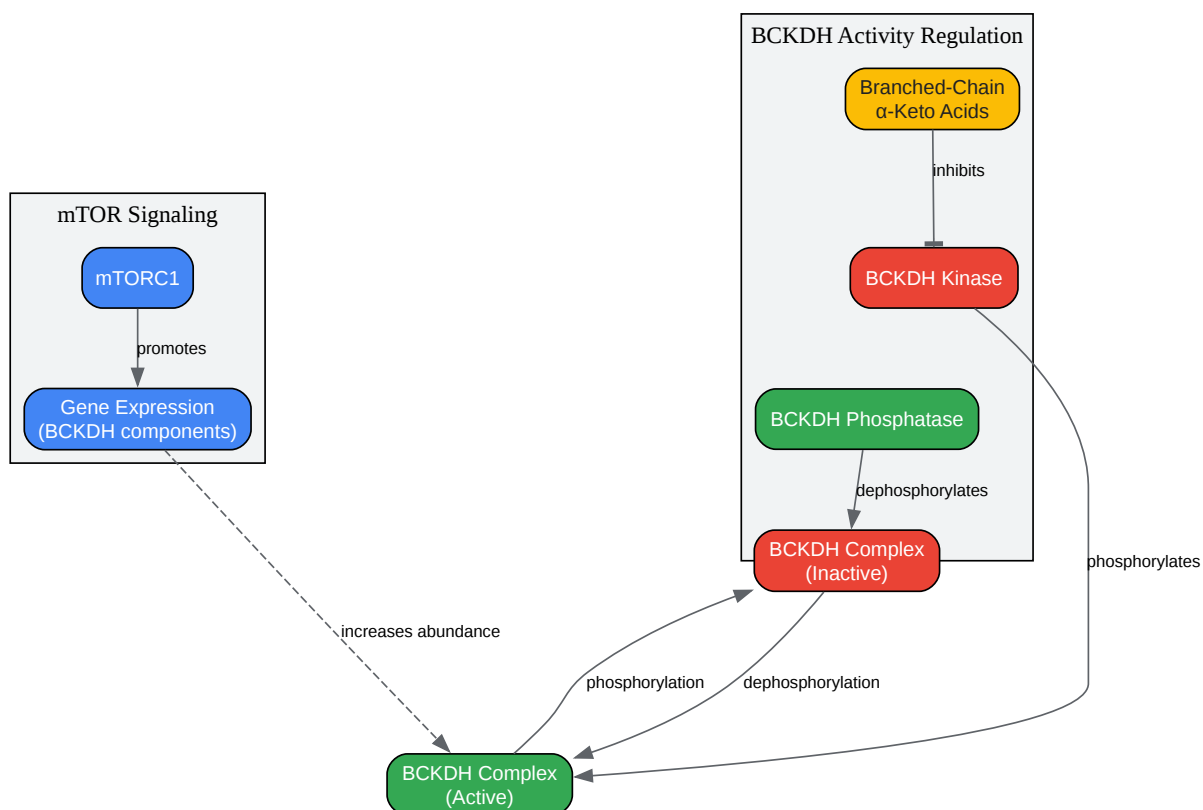 BCKDH Activity Regulation
Branched-Chain
α-Keto Acids
inhibits
mTOR Signaling
mTORC1
BCKDH Kinase
promotes
Gene Expression
(BCKDH components)
BCKDH Phosphatase
dephosphorylates
BCKDH Complex
(Inactive)
phosphorylates
increases abundance
phosphorylation
dephosphorylation
BCKDH Complex
(Active)